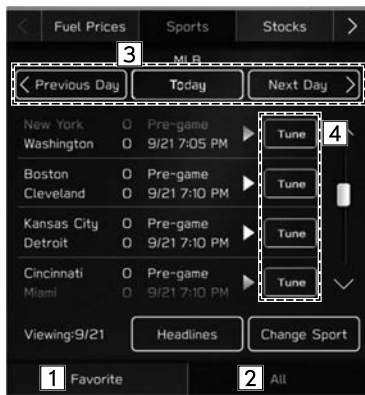 Fuel Prices Sports Stocks
3
MLB
Previous Day Today Next Day
New York 0 Pre-game
Washington 0 9/21 7:05 PM Tune 4
Boston 0 Pre-game
Cleveland 0 9/21 7:10 PM Tune
Kansas City 0 Pre-game
Detroit 0 9/21 7:10 PM Tune
Cincinnati 0 Pre-game
Miami 0 9/21 7:10 PM Tune
Viewing:9/21 Headlines Change Sport
1 Favorite 2 All